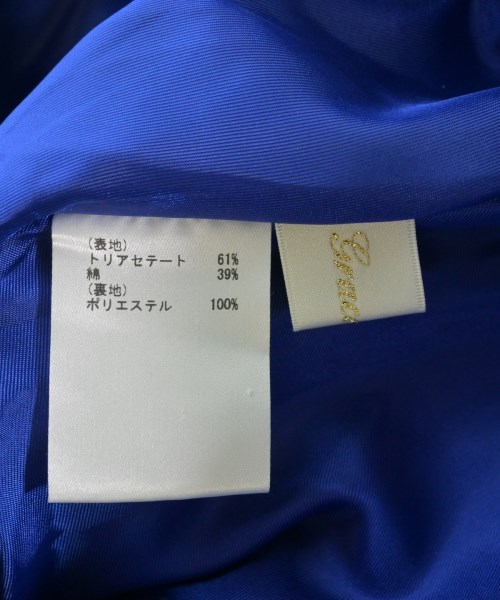 （表地）
トリアセテート 61%
綿 39%
（裏地）
ポリエステル 100%